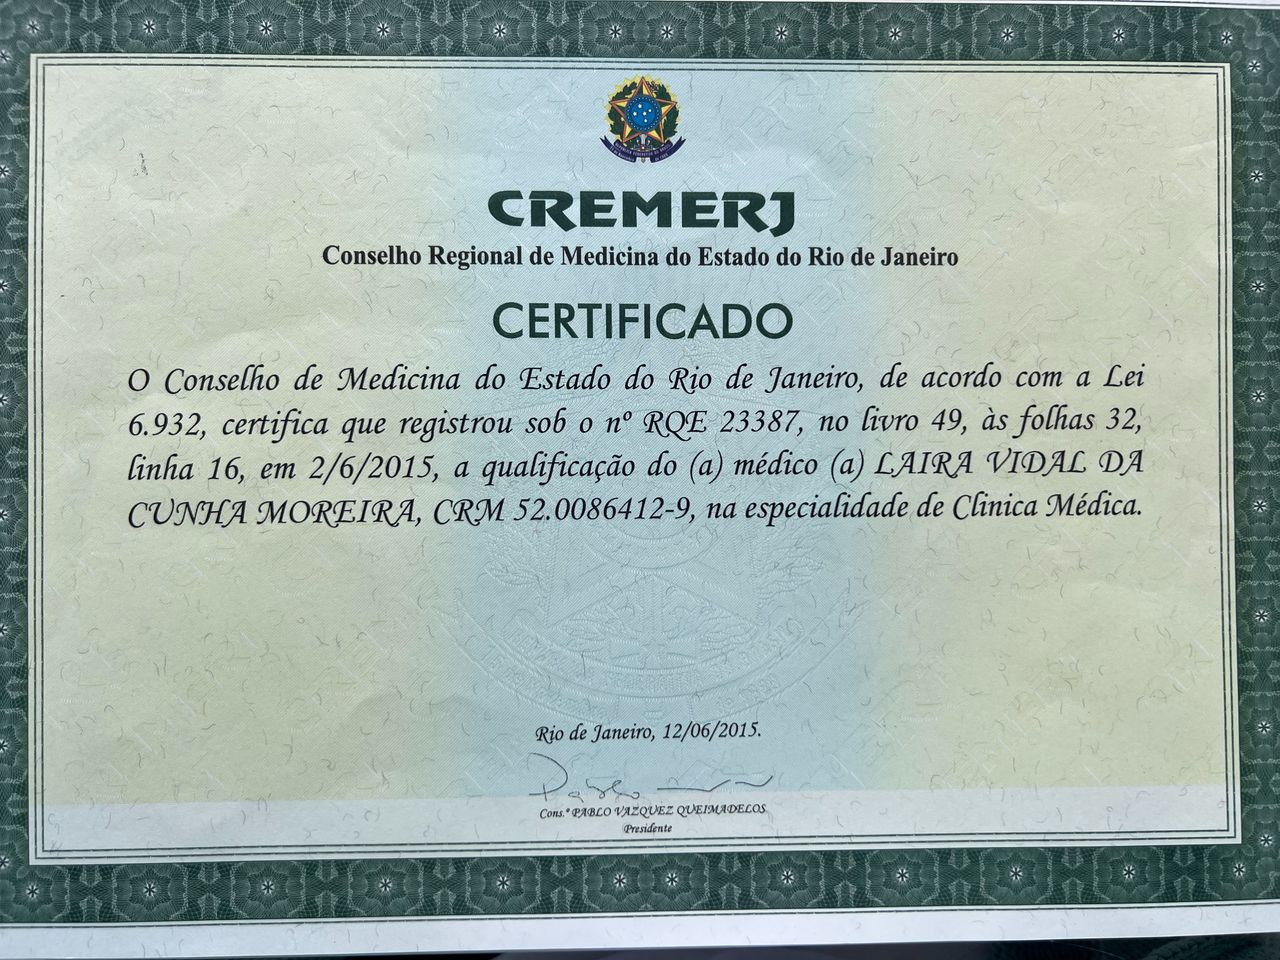 CREMERJ
Conselho Regional de Medicina do Estado do Rio de Janeiro
CERTIFICADO
O Conselho de Medicina do Estado do Rio de Janeiro, de acordo com a Lei
6.932, certifica que registrou sob o nº RQE 23387, no livro 49, às folhas 32,
linha 16, em 2/6/2015, a qualificação do (a) médico (a) LAIRA VIDAL DA
CUNHA MOREIRA, CRM 52.0086412-9, na especialidade de Clinica Médica.
Rio de Janeiro, 12/06/2015.
Cons.º PABLO VAZQUEZ QUEIMADELOS
Presidente